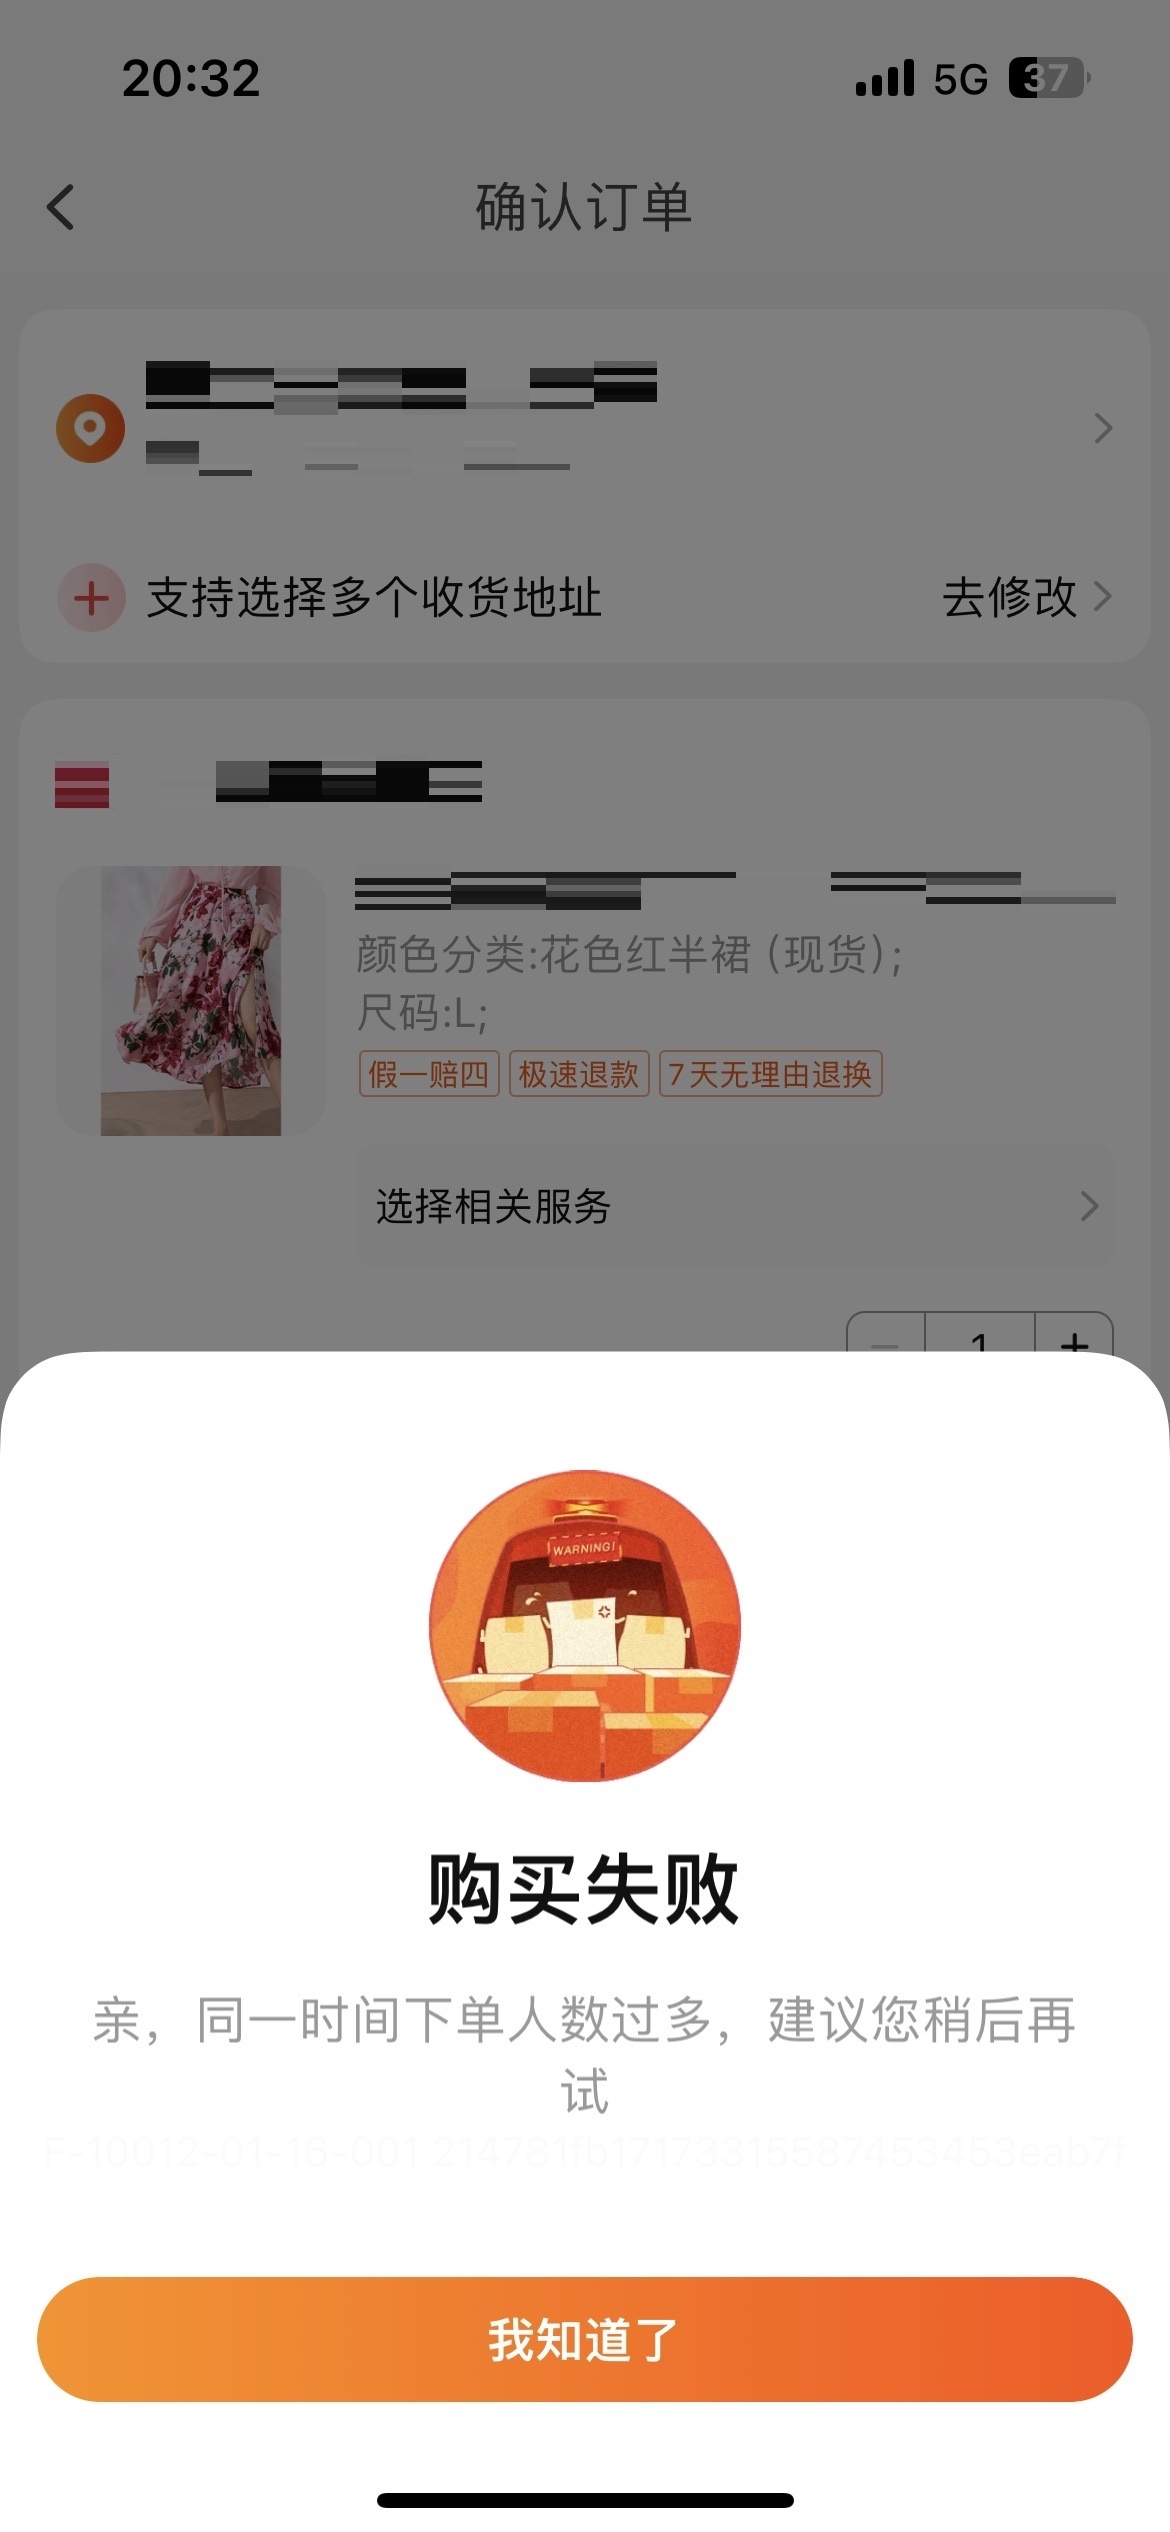 20:32
5G
37
确认订单
支持选择多个收货地址
去修改
颜色分类:花色红半裙（现货）;
尺码:L;
假一赔四
极速退款
7天无理由退换
选择相关服务
1
WARNING!
购买失败
亲，同一时间下单人数过多，建议您稍后再
试
F-10012-01-16-001 214781fb17173315587453453eab7f
我知道了